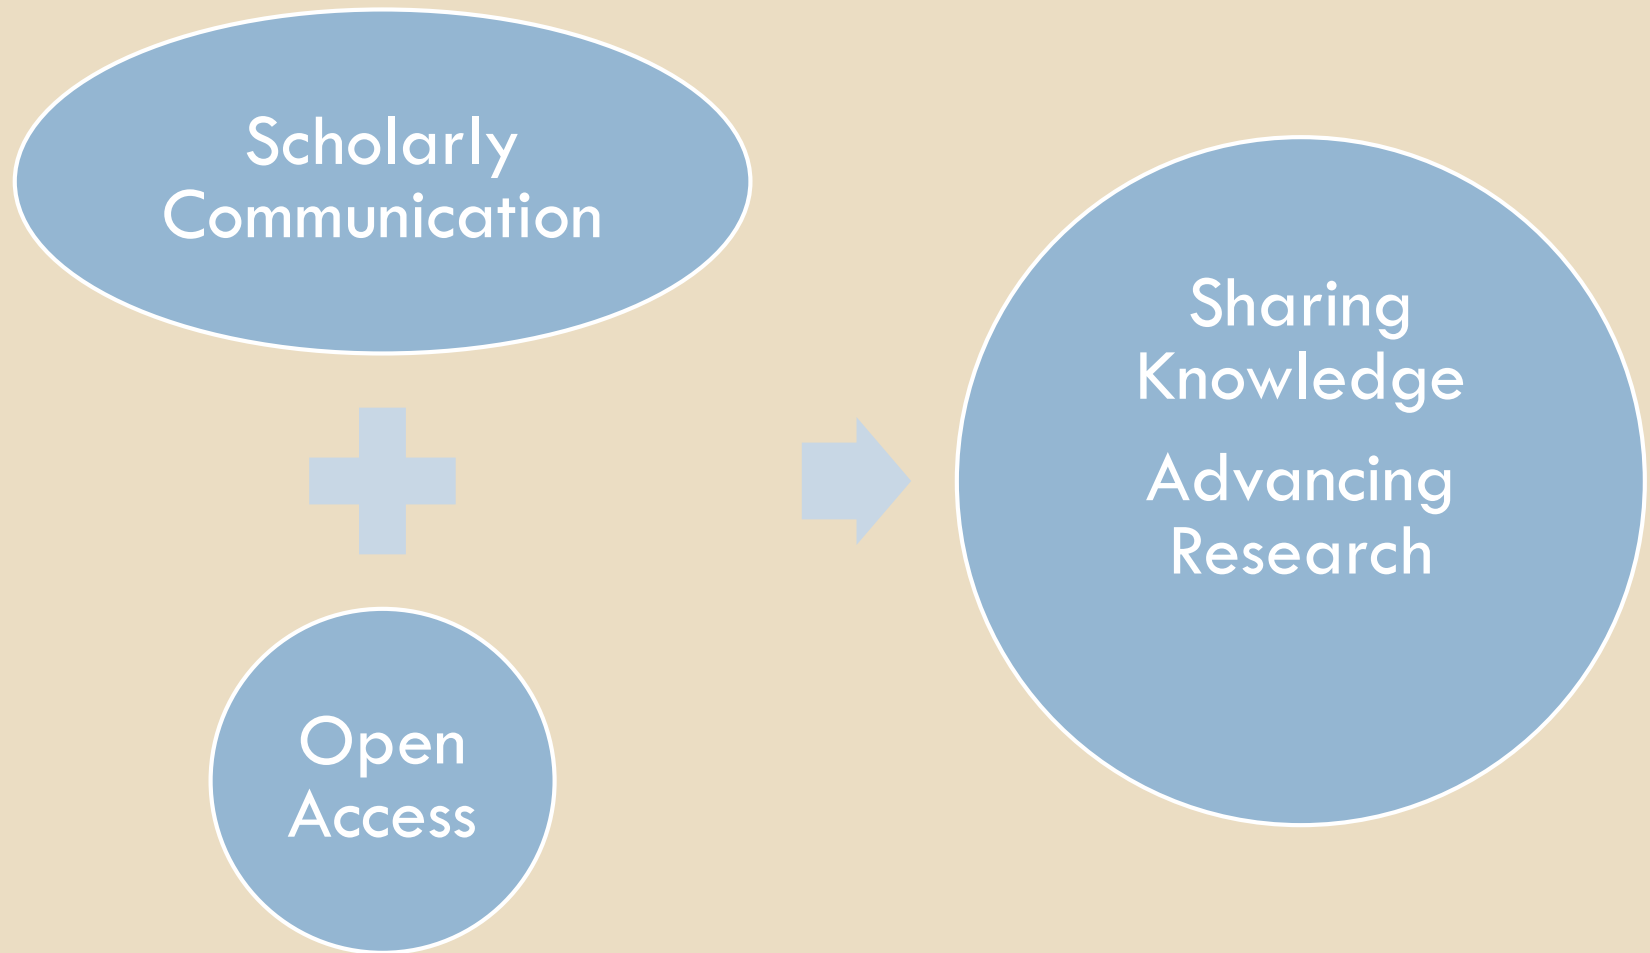 Scholarly
Communication
Open
Access
Sharing
Knowledge
Advancing
Research